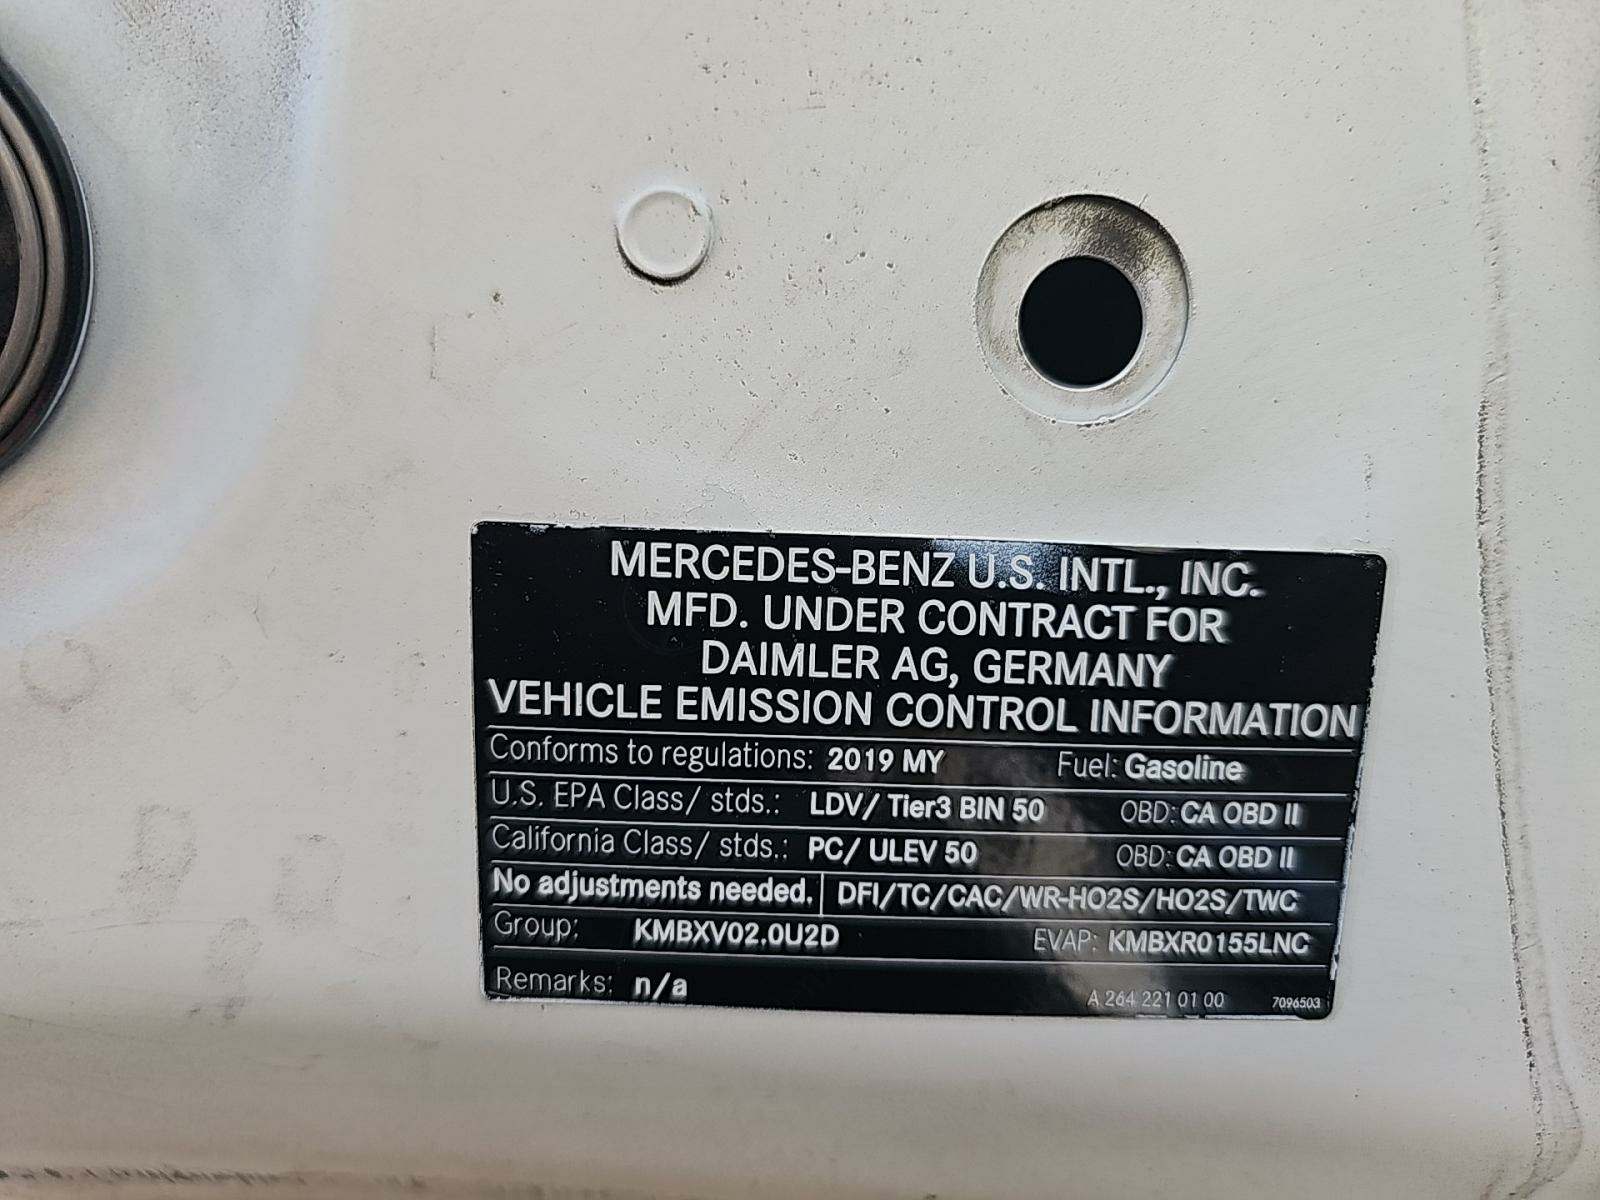 MERCEDES-BENZ U.S. INTL., INC.
MFD. UNDER CONTRACT FOR
DAIMLER AG, GERMANY
VEHICLE EMISSION CONTROL INFORMATION
Conforms to regulations: 2019 MY Fuel: Gasoline
U.S. EPA Class/ stds.: LDV/ Tier3 BIN 50 OBD: CA OBD II
California Class/ stds.: PC/ ULEV 50 OBD: CA OBD II
No adjustments needed. DFI/TC/CAC/WR-HO2S/HO2S/TWC
Group: KMBXV02.0U2D EVAP: KMBXR0155LNC
Remarks: n/a A 264 221 01 00 7096503